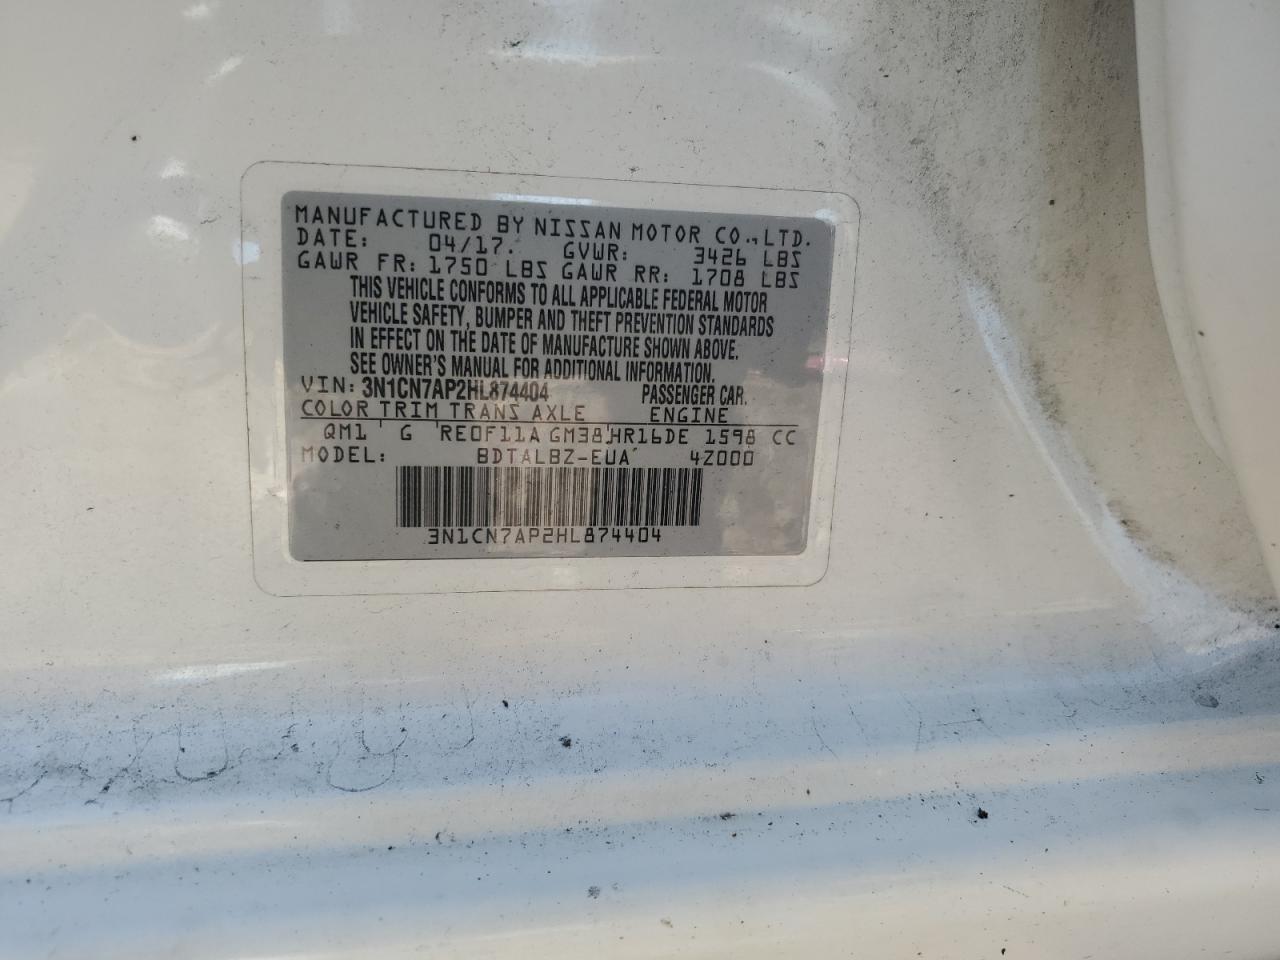 MANUFACTURED BY NISSAN MOTOR CO., LTD.
DATE: 04/17. GVWR: 3426 LBS
GAWR FR: 1750 LBS GAWR RR: 1708 LBS
THIS VEHICLE CONFORMS TO ALL APPLICABLE FEDERAL MOTOR
VEHICLE SAFETY, BUMPER AND THEFT PREVENTION STANDARDS
IN EFFECT ON THE DATE OF MANUFACTURE SHOWN ABOVE.
SEE OWNER'S MANUAL FOR ADDITIONAL INFORMATION.
VIN: 3N1CN7AP2HL874404 PASSENGER CAR.
COLOR TRIM TRANS AXLE ENGINE
QM1 G RE0F11A GM38 HR16DE 1598 CC
MODEL: BDTALBZ-EUA 4Z000
3N1CN7AP2HL874404